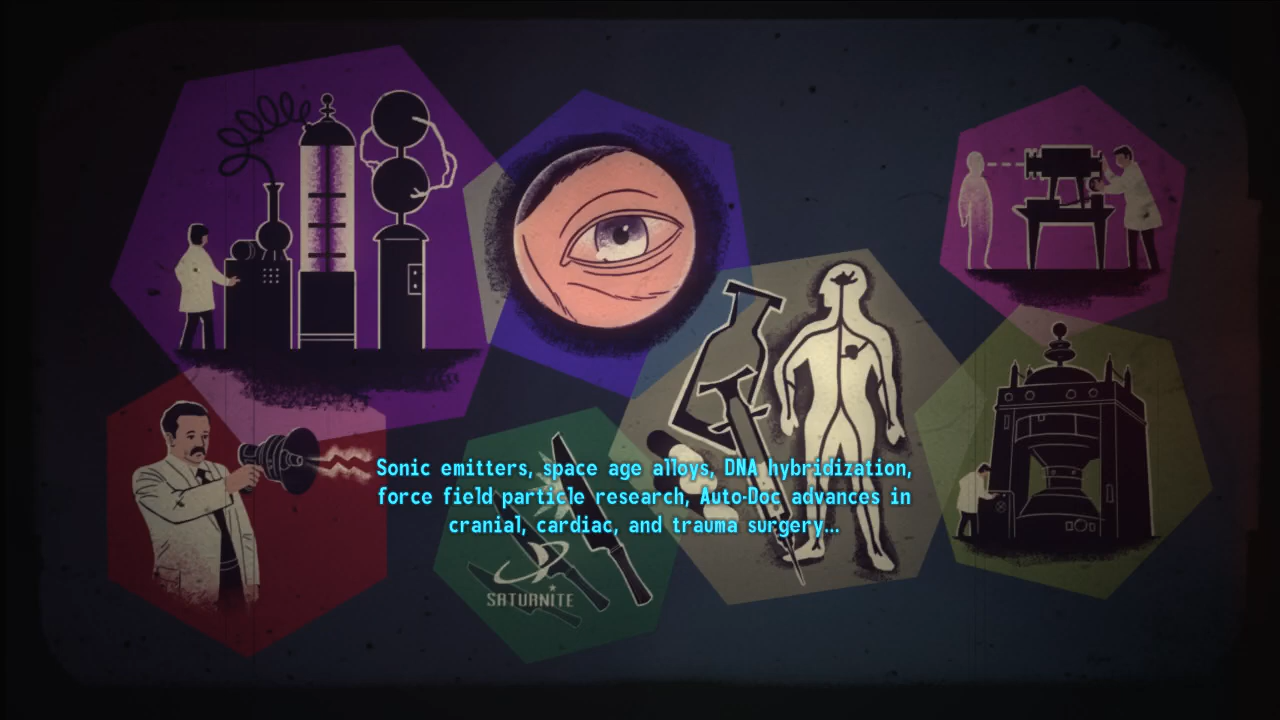 Sonic emitters, space age alloys, DNA hybridization,
force field particle research, Auto-Doc advances in
cranial, cardiac, and trauma surgery...
SATURNITE